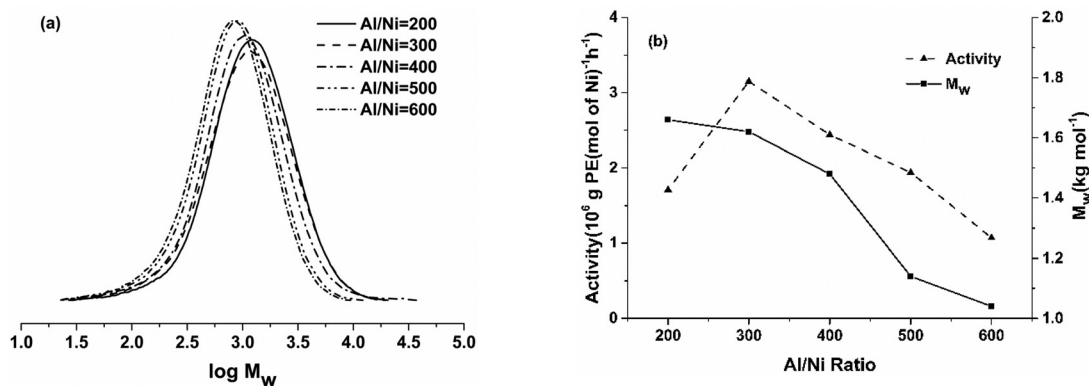 (a)
Al/Ni=200
Al/Ni=300
Al/Ni=400
Al/Ni=500
Al/Ni=600
1.0 1.5 2.0 2.5 3.0 3.5 4.0 4.5 5.0
log M_W
(b)
Activity
M_W
Activity(10^6 g PE(mol of Ni)^-1h^-1)
4
3
2
1
0
200 300 400 500 600
Al/Ni Ratio
2.0
1.8
1.6
1.4
1.2
1.0
M_W(kg mol^-1)